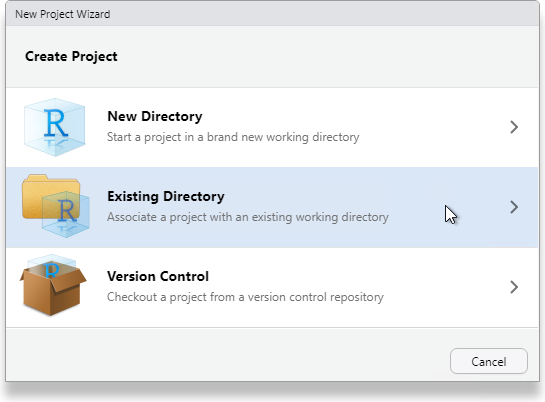 New Project Wizard
Create Project
R
New Directory
Start a project in a brand new working directory
R
Existing Directory
Associate a project with an existing working directory
R
Version Control
Checkout a project from a version control repository
Cancel